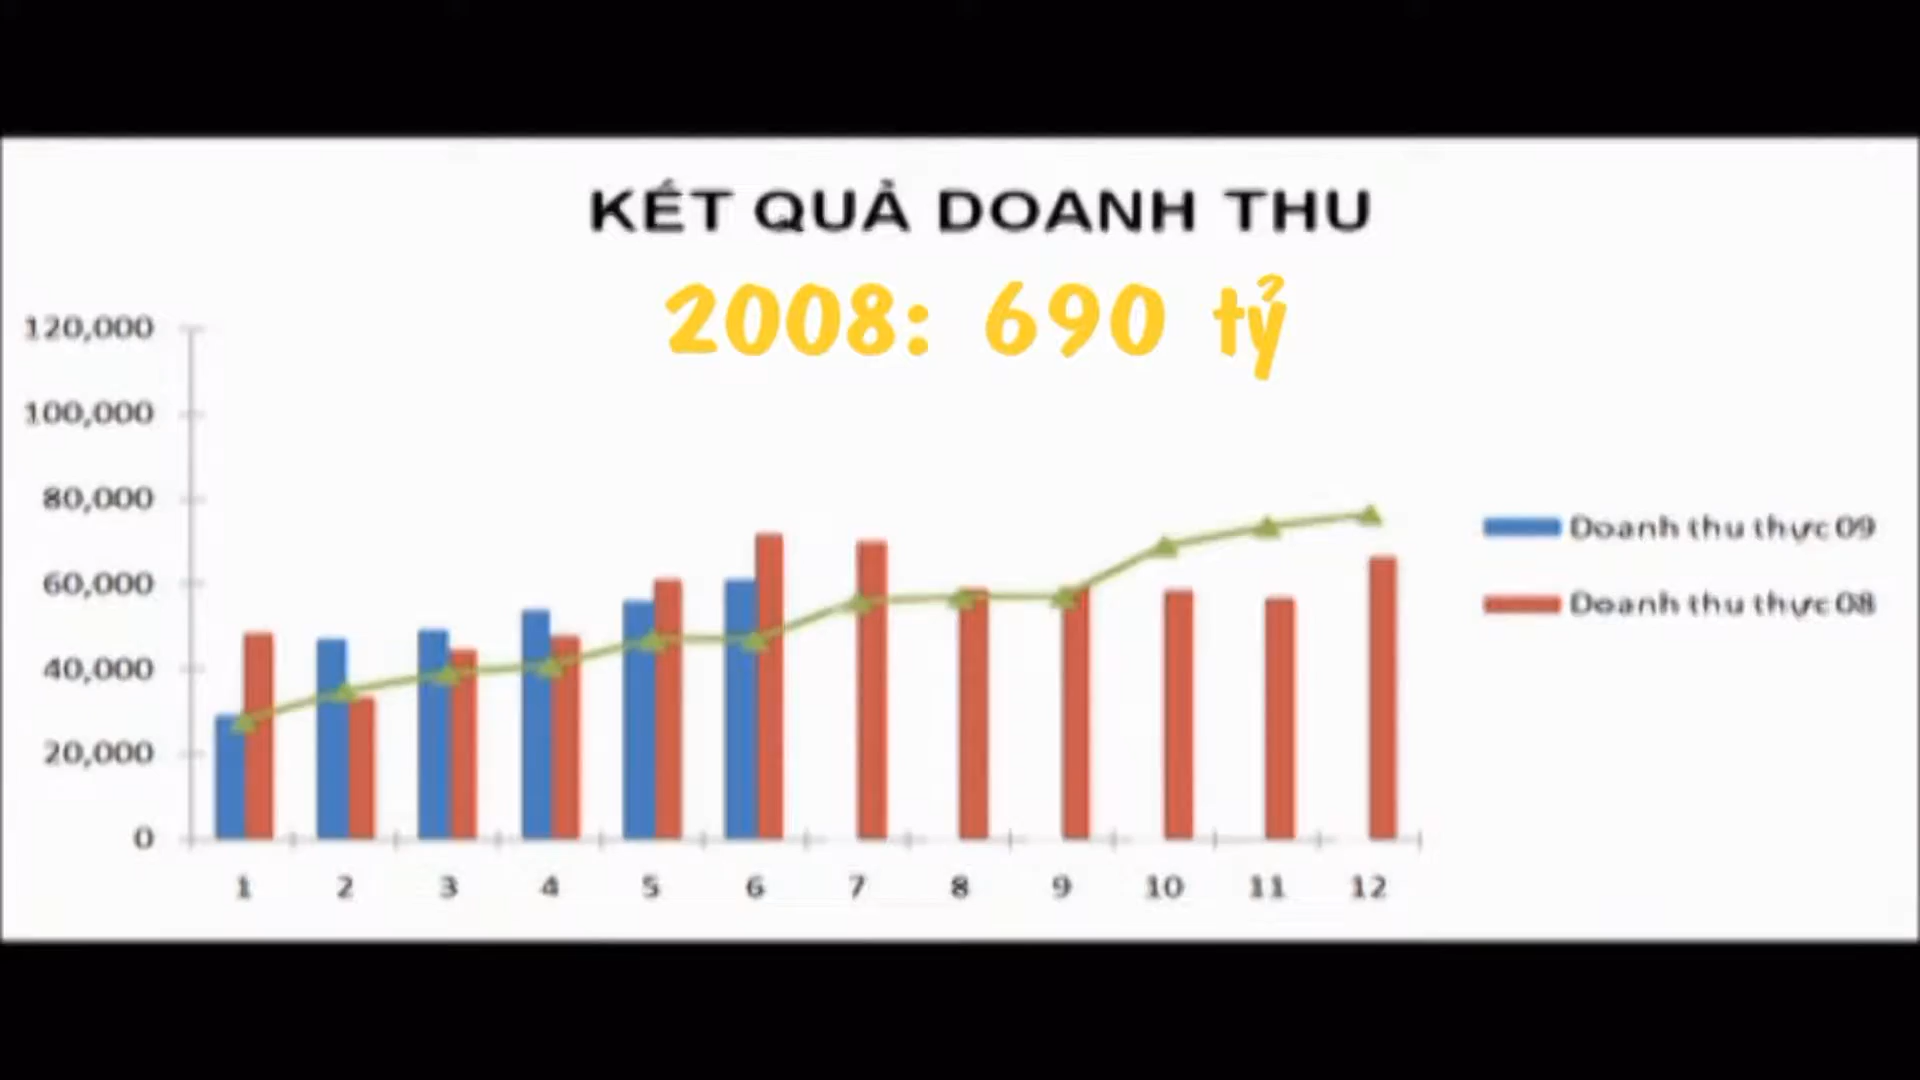 KẾT QUẢ DOANH THU
2008: 690 tỷ
120,000
100,000
80,000
60,000
40,000
20,000
0
1 2 3 4 5 6 7 8 9 10 11 12
Doanh thu thực 09
Doanh thu thực 08